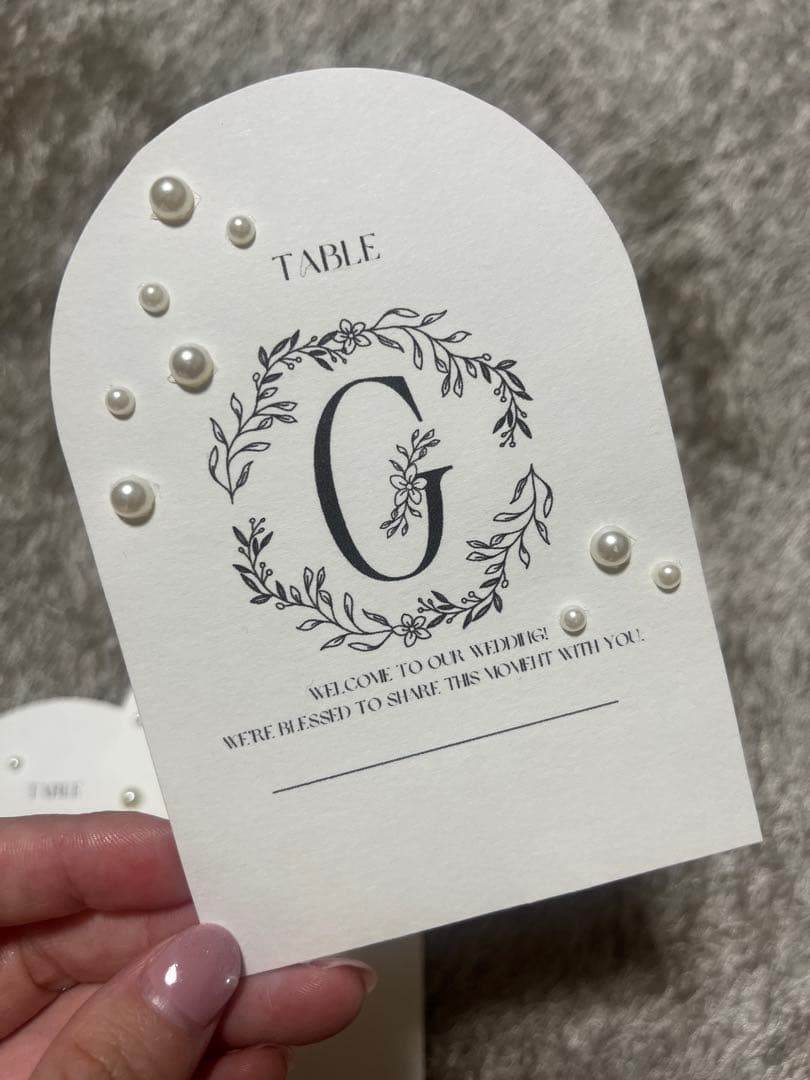 TABLE
G
WELCOME TO OUR WEDDING!
WE'RE BLESSED TO SHARE THIS MOMENT WITH YOU.
TABLE